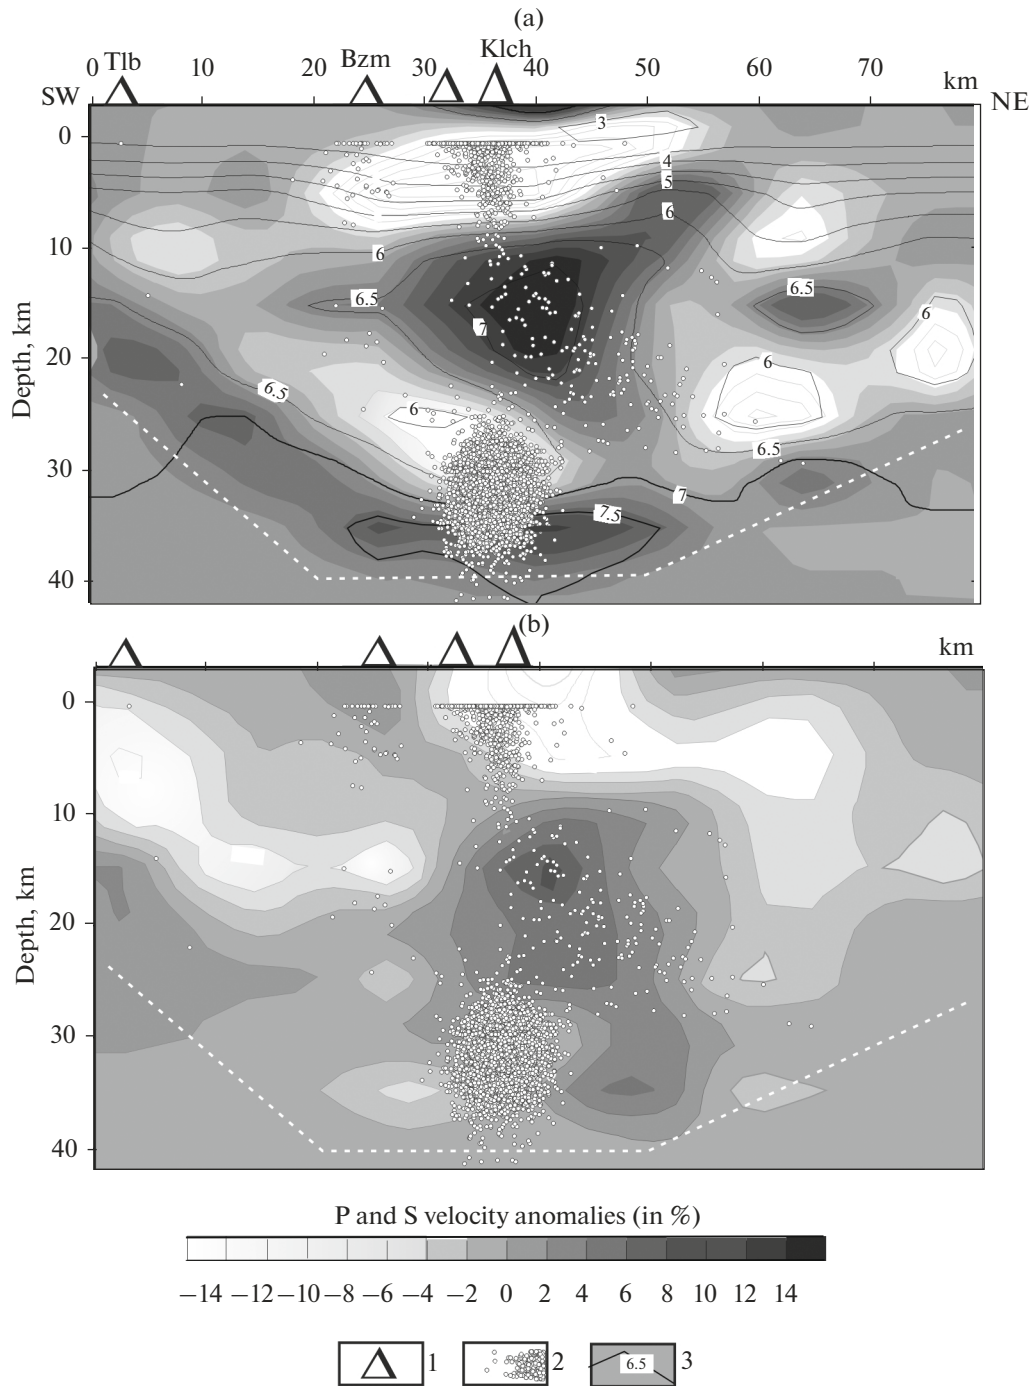 (a)
Tlb Bzm Klch
0 10 20 30 40 50 60 70 km
SW NE
3
0
4
5
6
10
6
6.5 6.5
6
7
Depth, km
20
6
6.5
6
6.5
30
7
7.5
40
(b)
km
0
10
Depth, km
20
30
40
P and S velocity anomalies (in %)
−14 −12 −10 −8 −6 −4 −2 0 2 4 6 8 10 12 14
1 2 6.5 3